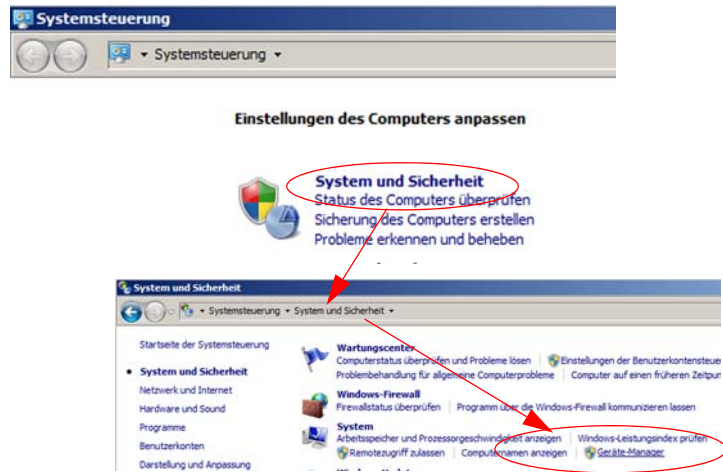 Systemsteuerung
Systemsteuerung
Einstellungen des Computers anpassen
System und Sicherheit
Status des Computers überprüfen
Sicherung des Computers erstellen
Probleme erkennen und beheben
System und Sicherheit
Systemsteuerung System und Sicherheit
Startseite der Systemsteuerung
System und Sicherheit
Netzwerk und Internet
Hardware und Sound
Programme
Benutzerkonten
Darstellung und Anpassung
Wartungscenter
Computerstatus überprüfen und Probleme lösen Einstellungen der Benutzerkontensteuer
Problembehandlung für allgemeine Computerprobleme Computer auf einen früheren Zeitpun
Windows-Firewall
Firewallstatus überprüfen Programm über die Windows-Firewall kommunizieren lassen
System
Arbeitsspeicher und Prozessorgeschwindigkeit anzeigen Windows-Leistungsindex prüfen
Remotezugriff zulassen Computernamen anzeigen Geräte-Manager